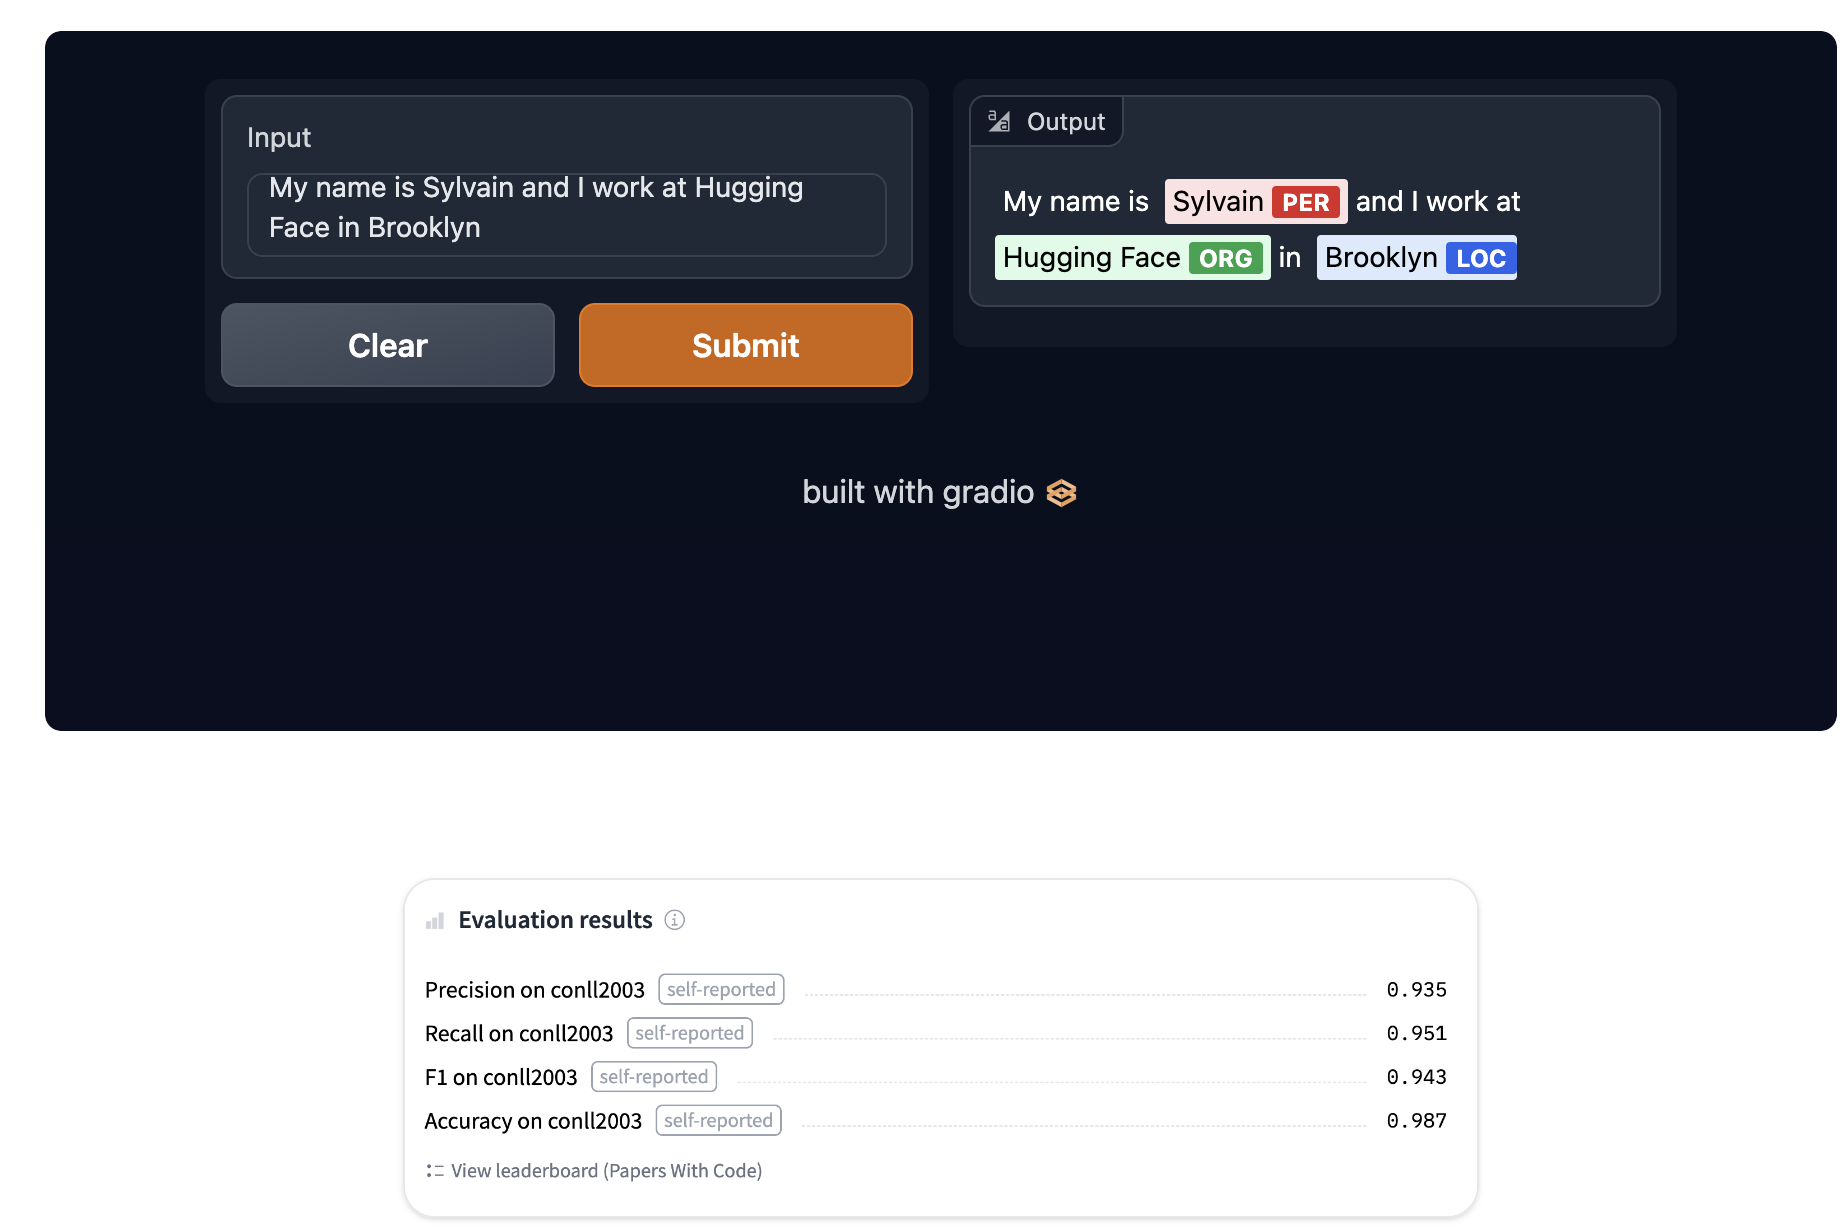 Input
My name is Sylvain and I work at Hugging
Face in Brooklyn
Clear
Submit
Output
My name is Sylvain PER and I work at
Hugging Face ORG in Brooklyn LOC
built with gradio
Evaluation results
Precision on conll2003 self-reported 0.935
Recall on conll2003 self-reported 0.951
F1 on conll2003 self-reported 0.943
Accuracy on conll2003 self-reported 0.987
View leaderboard (Papers With Code)